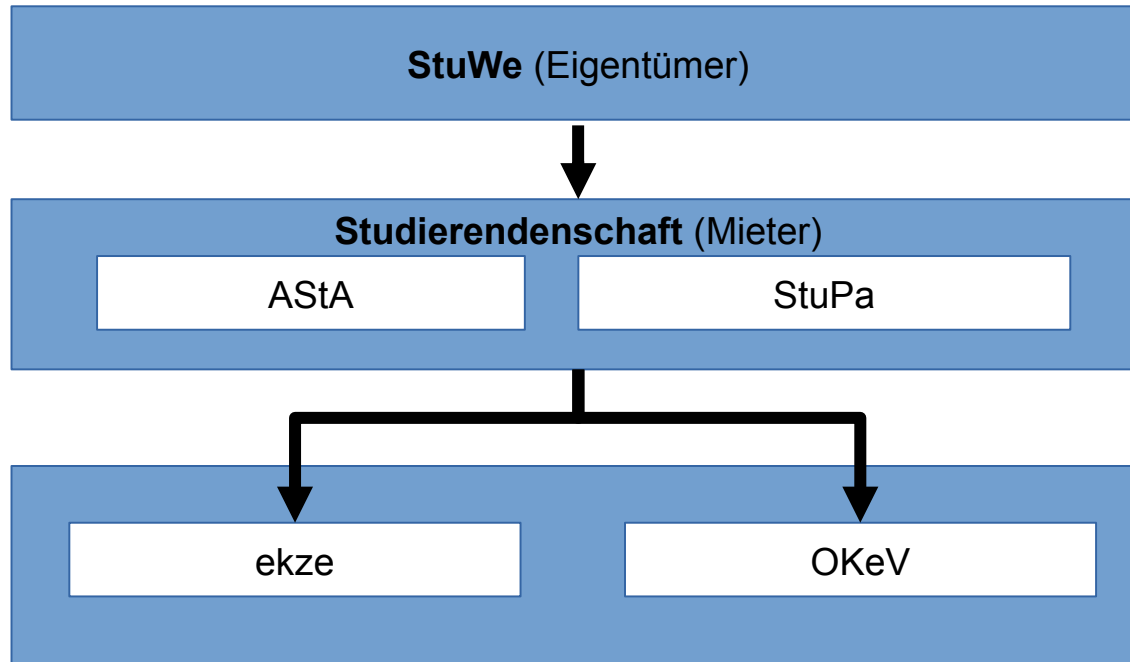 StuWe (Eigentümer)
Studierendenschaft (Mieter)
AStA
StuPa
ekze
OKeV